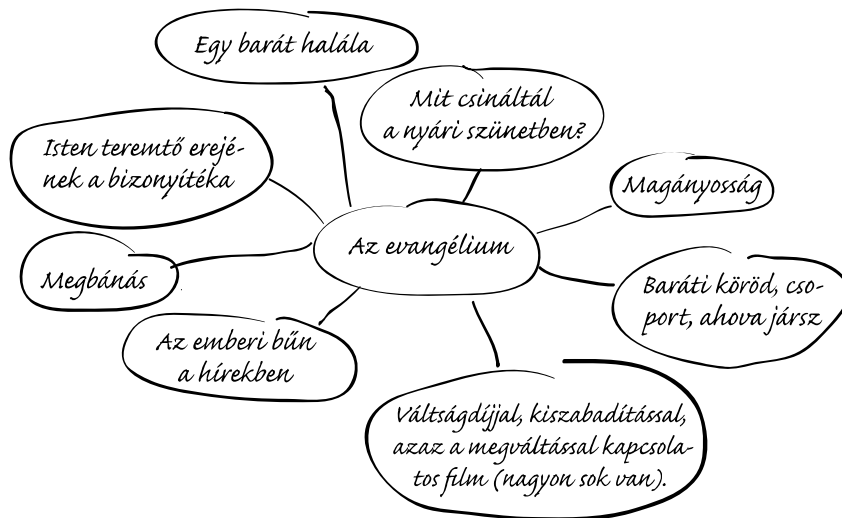 Egy barát halála
Mit csináltál
a nyári szünetben?
Isten teremtő erejé-
nek a bizonyítéka
Magányosság
Az evangélium
Megbánás
Baráti köröd, cso-
port, ahova jársz
Az emberi bűn
a hírekben
Váltságdíjjal, kiszabadítással,
azaz a megváltással kapcsola-
tos film (nagyon sok van).